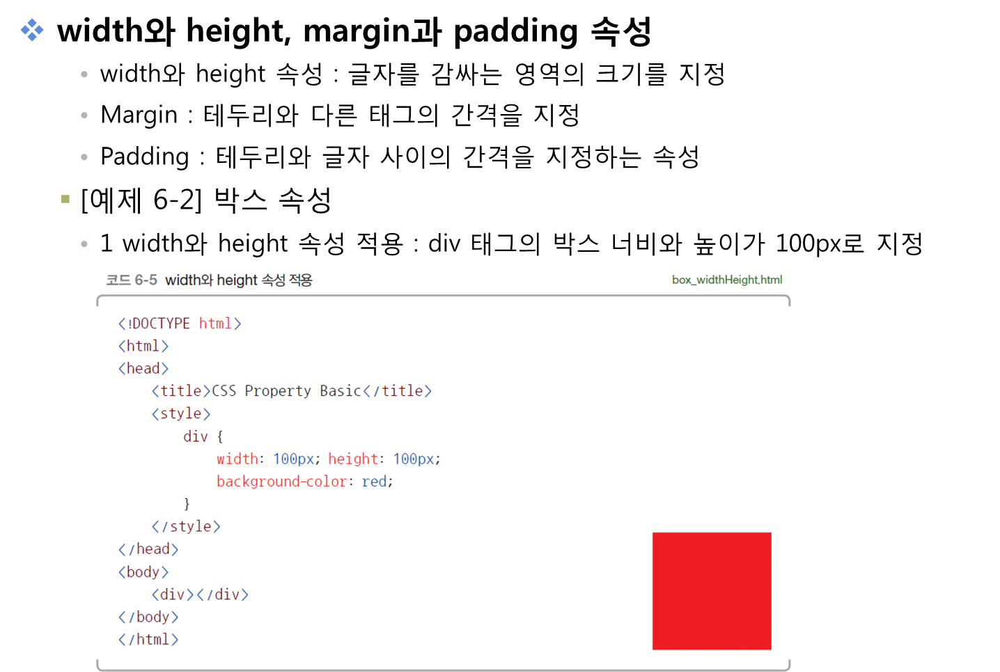 width와 height, margin과 padding 속성
width와 height 속성 : 글자를 감싸는 영역의 크기를 지정
Margin : 테두리와 다른 태그의 간격을 지정
Padding : 테두리와 글자 사이의 간격을 지정하는 속성
[예제 6-2] 박스 속성
1 width와 height 속성 적용 : div 태그의 박스 너비와 높이가 100px로 지정
코드 6-5 width와 height 속성 적용 box_widthHeight.html
<!DOCTYPE html>
<html>
<head>
<title>CSS Property Basic</title>
<style>
div {
width: 100px; height: 100px;
background-color: red;
}
</style>
</head>
<body>
<div></div>
</body>
</html>